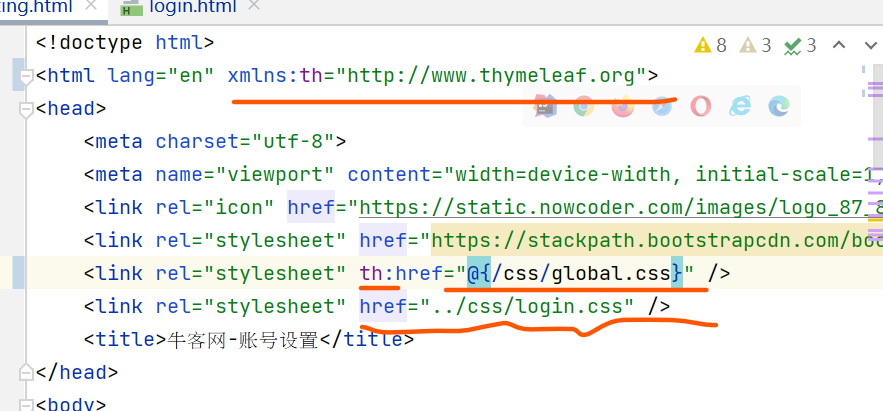 ting.html × login.html ×
<!doctype html> 8 3 3
<html lang="en" xmlns:th="http://www.thymeleaf.org">
<head>
<meta charset="utf-8">
<meta name="viewport" content="width=device-width, initial-scale=1,
<link rel="icon" href="https://static.nowcoder.com/images/logo_87_8
<link rel="stylesheet" href="https://stackpath.bootstrapcdn.com/boo
<link rel="stylesheet" th:href="@{/css/global.css}" />
<link rel="stylesheet" href="../css/login.css" />
<title>牛客网-账号设置</title>
</head>
<body>